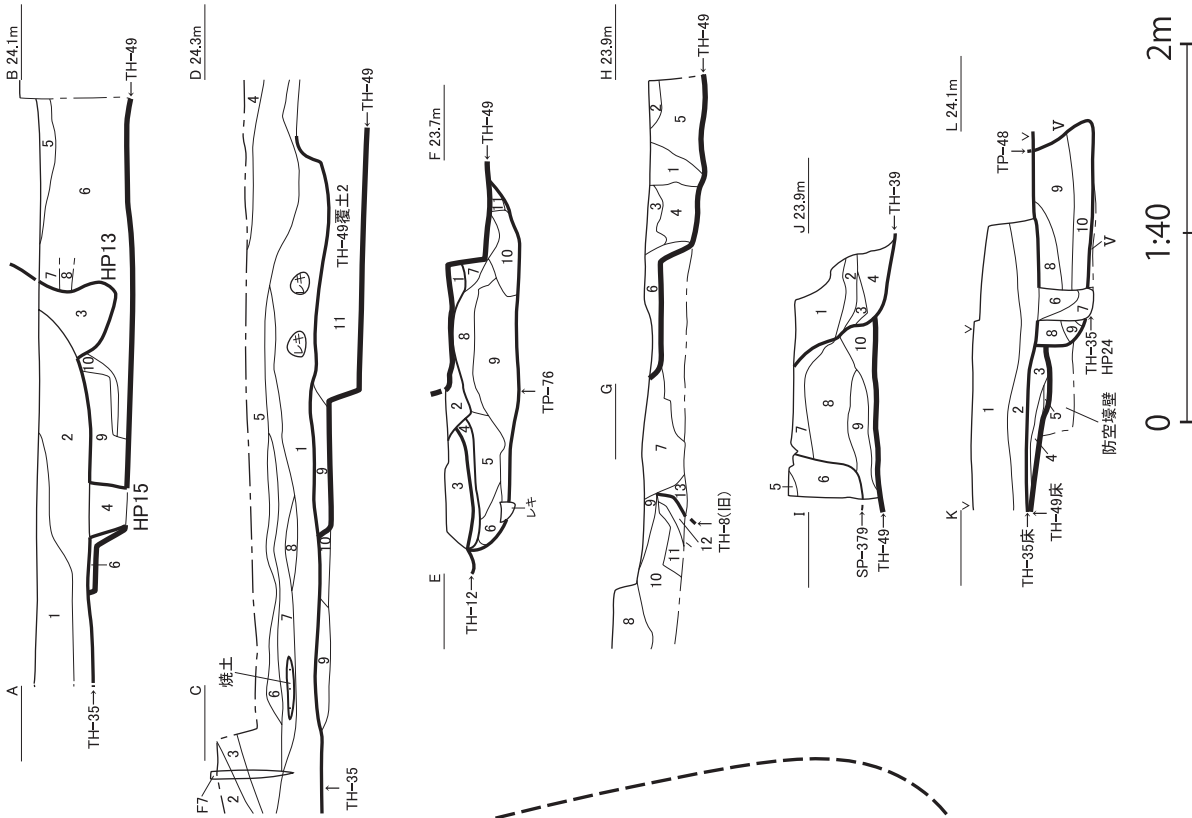 A
B 24.1m
1
2
3
4
5
6
7
8
9
10
6
HP13
HP15
TH-35→
←TH-49
C
D 24.3m
F7
2
3
4
5
6
7
8
1
9
9
10
11
焼土
レキ
レキ
TH-49覆土2
←TH-35
←TH-49
E
F 23.7m
1
2
3
4
5
6
7
8
9
10
11
レキ
TH-12→
←TP-76
←TH-49
G
H 23.9m
1
2
3
4
5
6
7
8
9
10
11
12
13
TH-8(旧)
←TH-49
I
J 23.9m
1
2
3
4
5
6
7
8
9
10
SP-379→
TH-49→
←TH-39
K
L 24.1m
1
2
3
4
5
6
7
8
9
8
9
10
V
V
TP-48→
TH-35床→
TH-49床
←TH-35
HP24
防空壕壁
0
1:40
2m